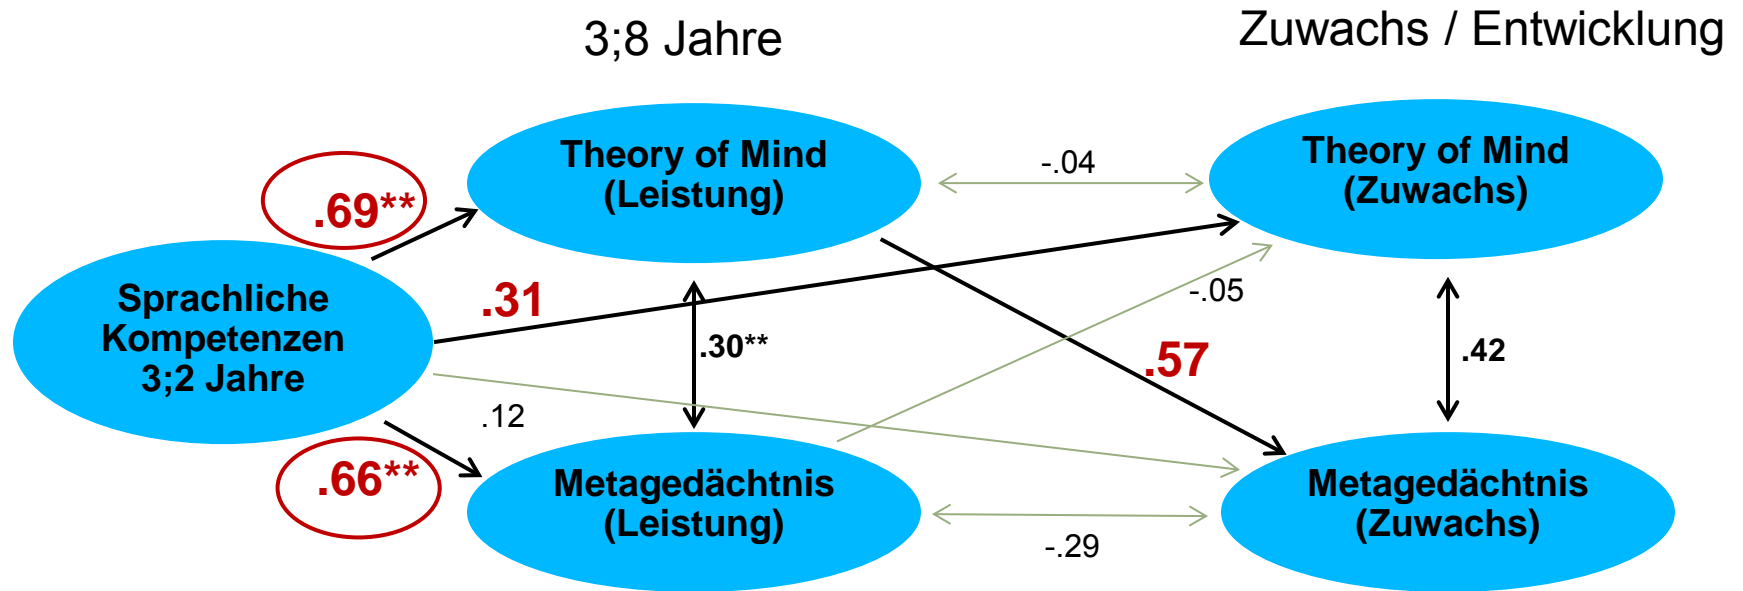 3;8 Jahre
Zuwachs / Entwicklung
Theory of Mind
(Leistung)
-.04
Theory of Mind
(Zuwachs)
.69**
Sprachliche
Kompetenzen
3;2 Jahre
.31
.30**
-.05
.57
.42
.12
.66**
Metagedächtnis
(Leistung)
-.29
Metagedächtnis
(Zuwachs)